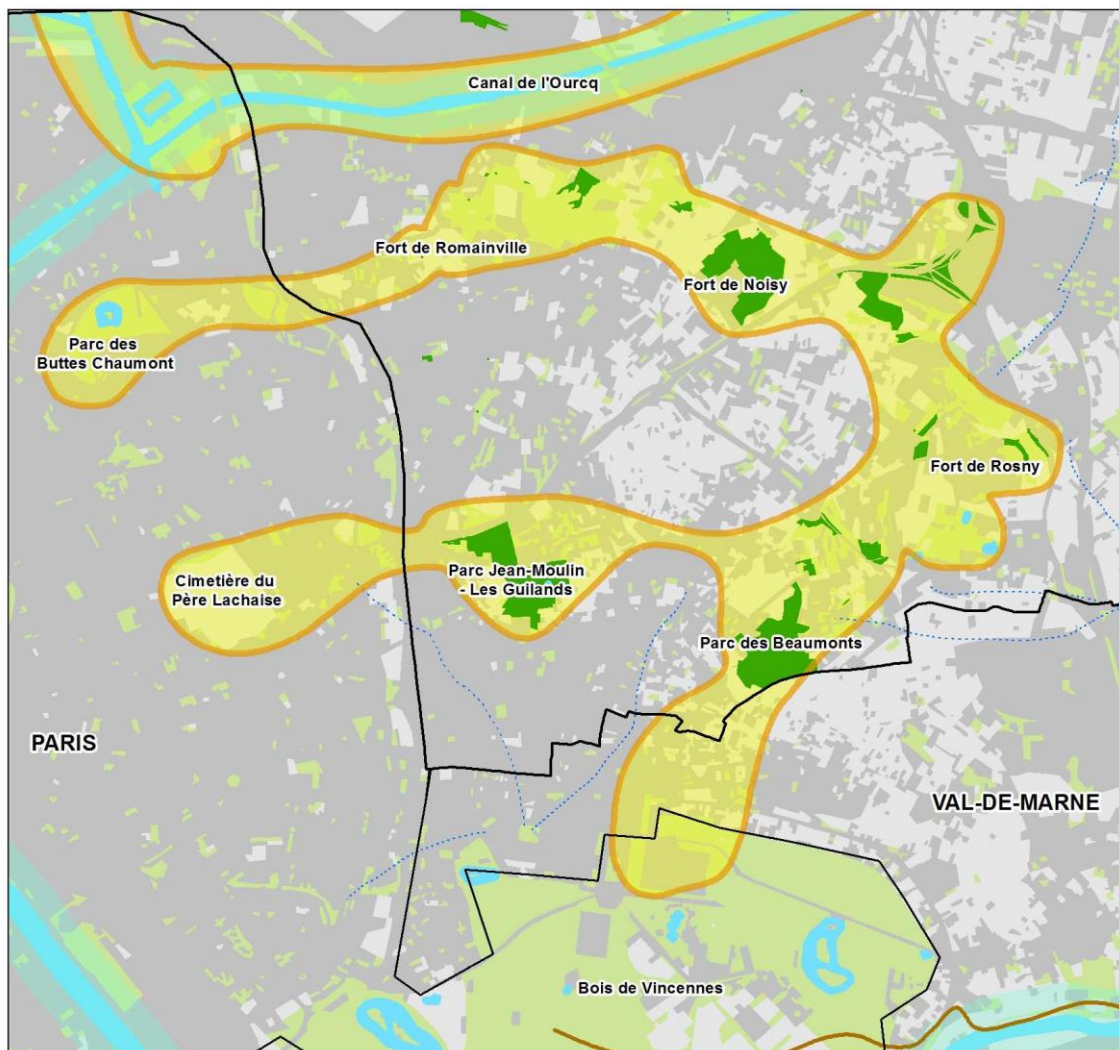 Canal de l'Ourcq
Fort de Romainville
Fort de Noisy
Parc des
Buttes Chaumont
Fort de Rosny
Cimetière du
Père Lachaise
Parc Jean-Moulin
- Les Guilands
Parc des Beaumonts
PARIS
VAL-DE-MARNE
Bois de Vincennes